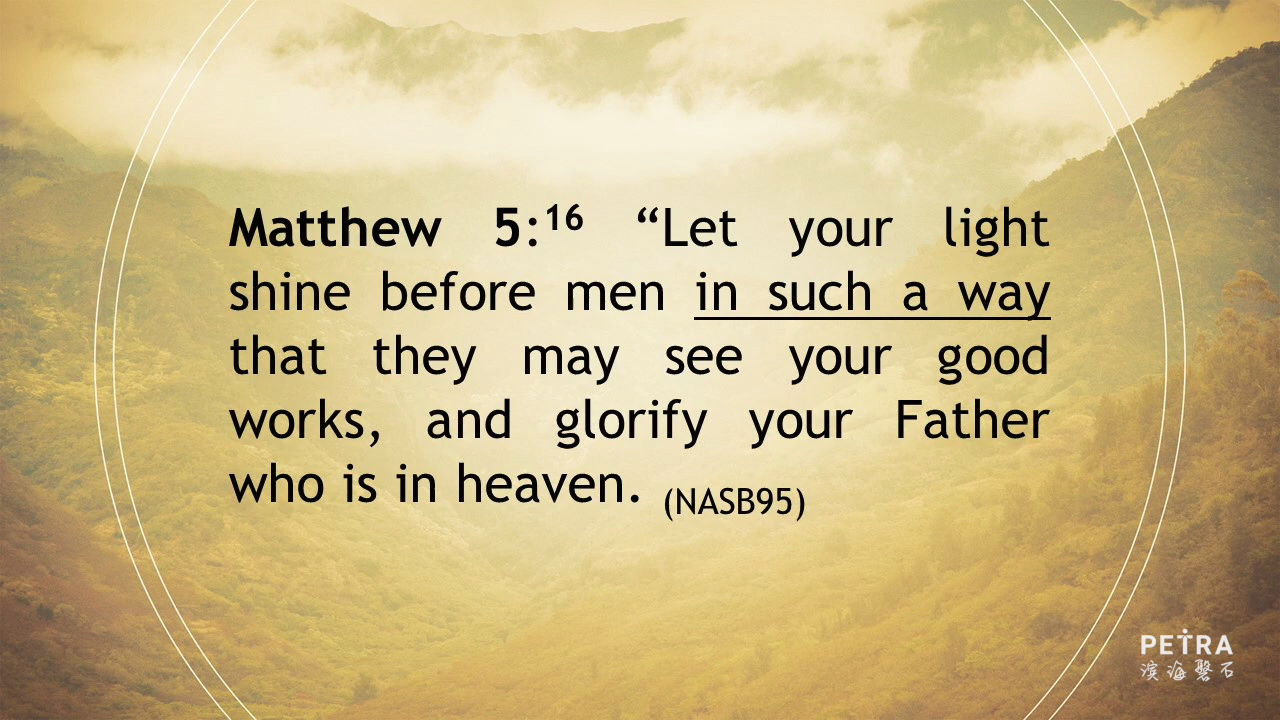 Matthew 5:16 “Let your light
shine before men in such a way
that they may see your good
works, and glorify your Father
who is in heaven. (NASB95)
PETRA
滨海磐石